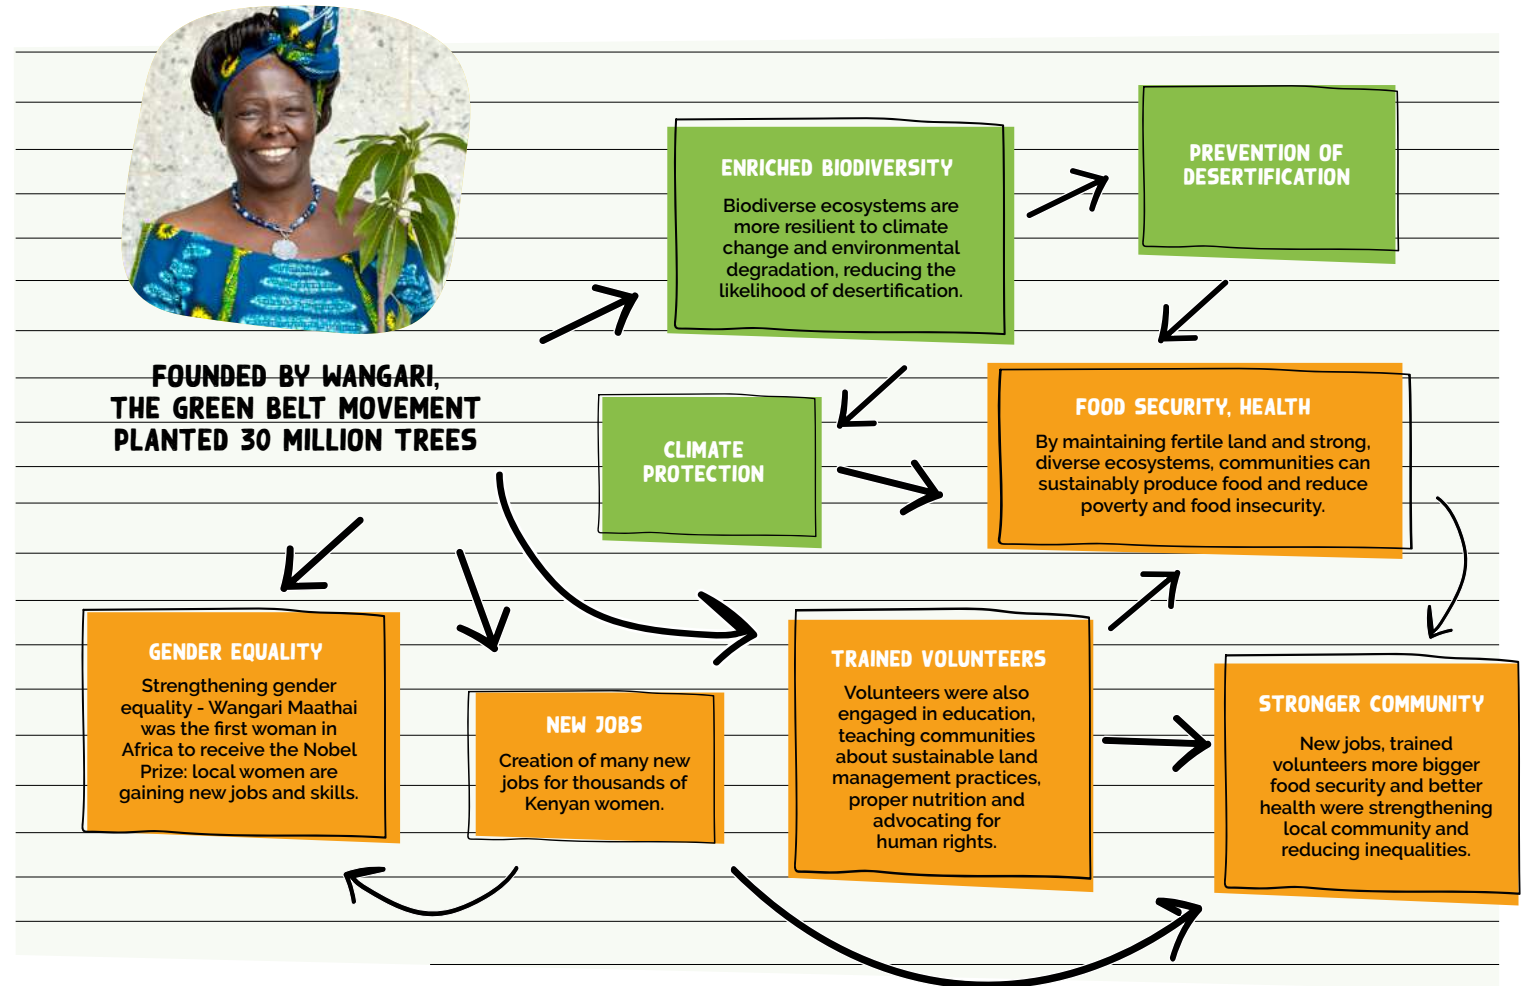 FOUNDED BY WANGARI,
THE GREEN BELT MOVEMENT
PLANTED 30 MILLION TREES
ENRICHED BIODIVERSITY
Biodiverse ecosystems are
more resilient to climate
change and environmental
degradation, reducing the
likelihood of desertification.
PREVENTION OF
DESERTIFICATION
CLIMATE
PROTECTION
FOOD SECURITY, HEALTH
By maintaining fertile land and strong,
diverse ecosystems, communities can
sustainably produce food and reduce
poverty and food insecurity.
GENDER EQUALITY
Strengthening gender
equality - Wangari Maathai
was the first woman in
Africa to receive the Nobel
Prize: local women are
gaining new jobs and skills.
NEW JOBS
Creation of many new
jobs for thousands of
Kenyan women.
TRAINED VOLUNTEERS
Volunteers were also
engaged in education,
teaching communities
about sustainable land
management practices,
proper nutrition and
advocating for
human rights.
STRONGER COMMUNITY
New jobs, trained
volunteers more bigger
food security and better
health were strengthening
local community and
reducing inequalities.